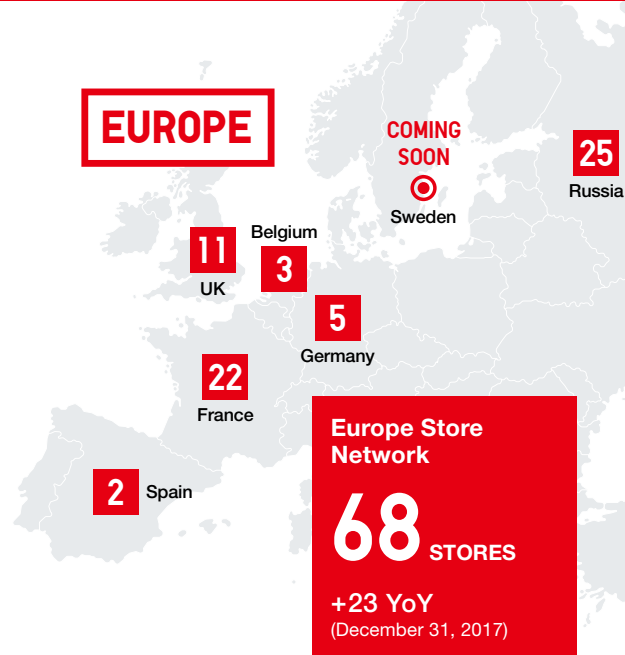 EUROPE
COMING
SOON
Sweden
25
Russia
Belgium
3
11
UK
5
Germany
22
France
2
Spain
Europe Store
Network
68 STORES
+23 YoY
(December 31, 2017)